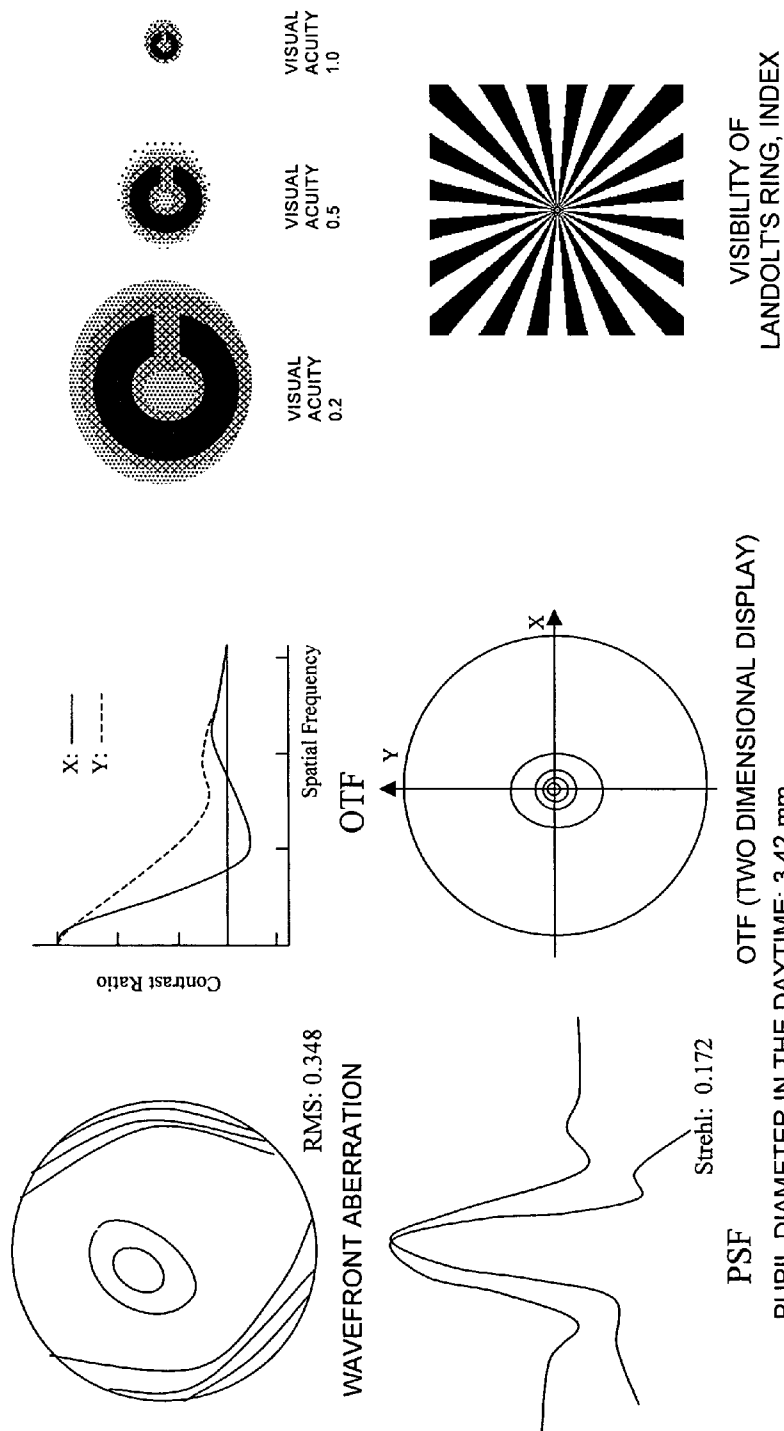 RMS: 0.348
WAVEFRONT ABERRATION
Contrast Ratio
X:
Y:
Spatial Frequency
OTF
VISUAL
ACUITY
0.2
VISUAL
ACUITY
0.5
VISUAL
ACUITY
1.0
Strehl: 0.172
PSF
Y
X
OTF (TWO DIMENSIONAL DISPLAY)
VISIBILITY OF
LANDOLT'S RING, INDEX
PUPIL DIAMETER IN THE DAYTIME: 3.42 mm